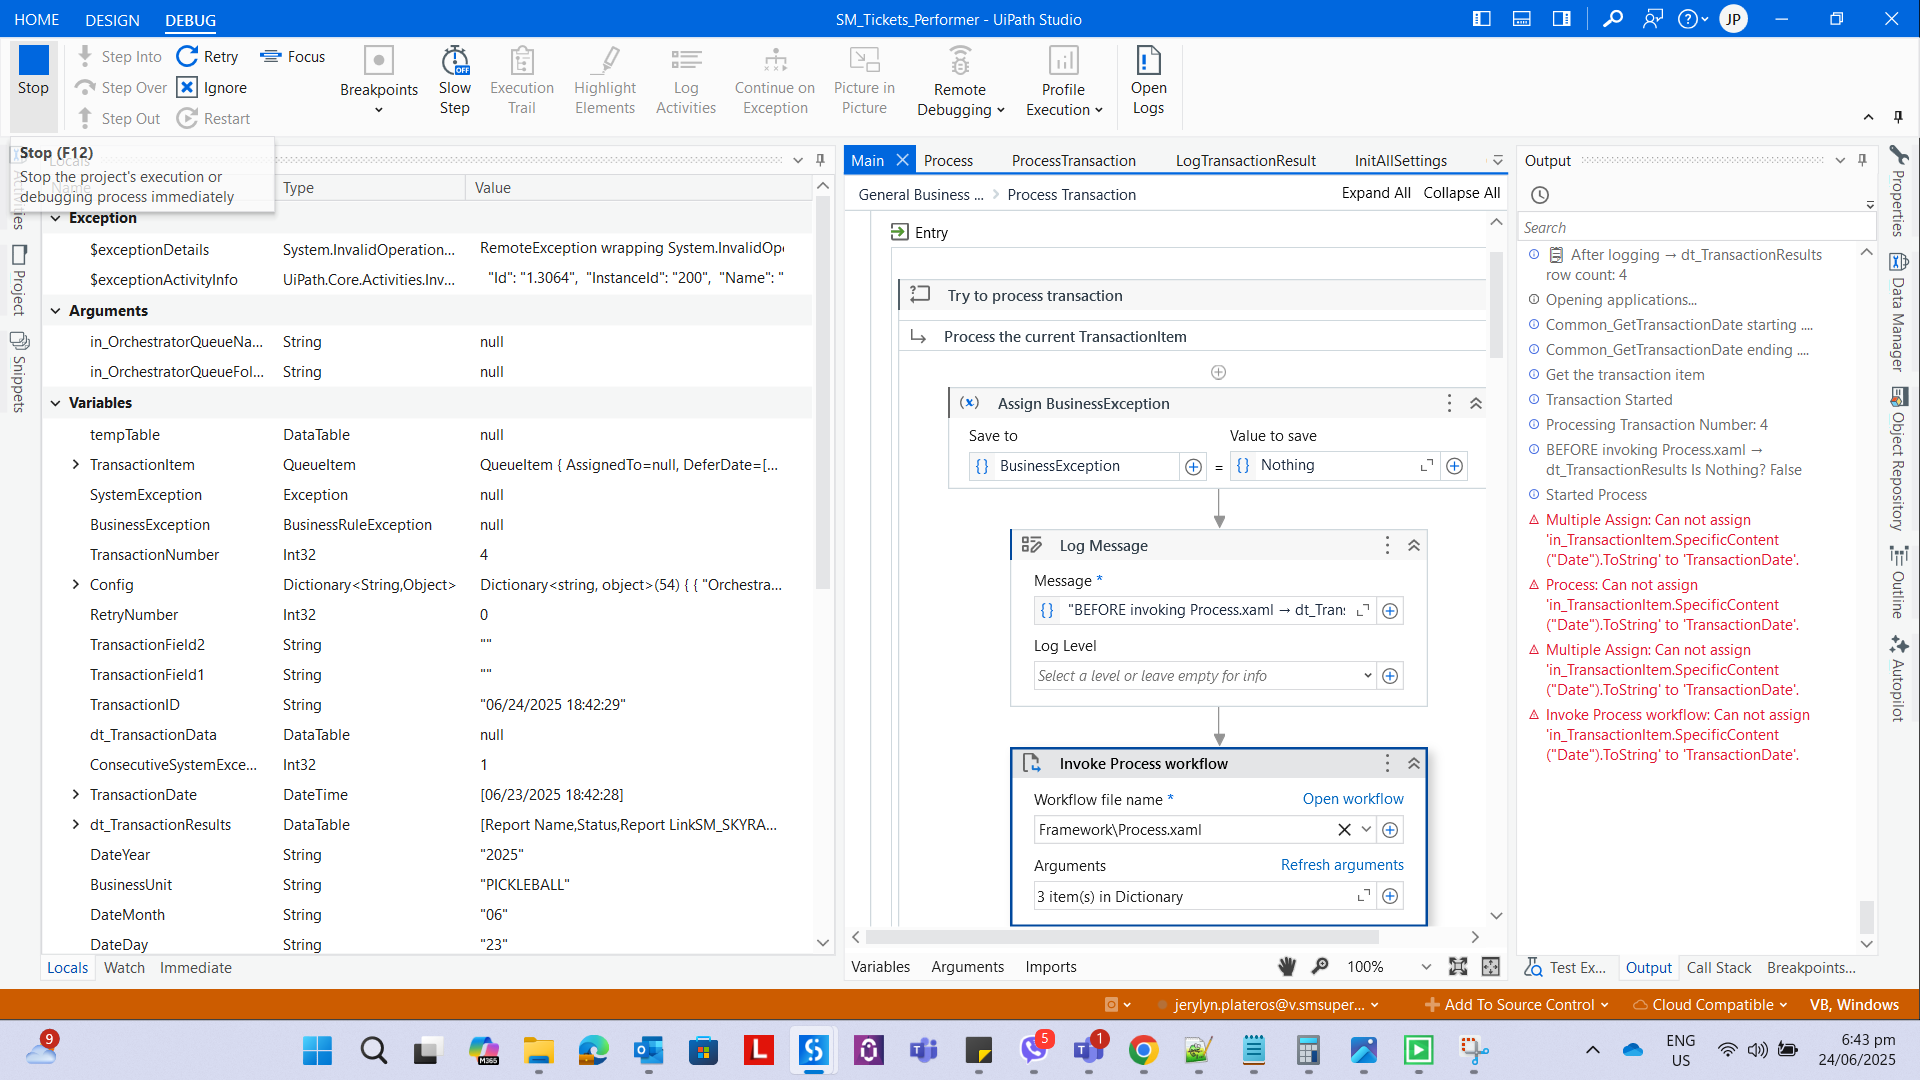 HOME DESIGN DEBUG
SM_Tickets_Performer - UiPath Studio
JP
Stop
Step Into
Step Over
Step Out
Retry
Ignore
Restart
Focus
Breakpoints
OFF
Slow Step
Execution Trail
Highlight Elements
Log Activities
Continue on Exception
Picture in Picture
Remote Debugging
Profile Execution
Open Logs
Stop (F12)
Stop the project's execution or
debugging process immediately
Project
Snippets
Type Value
Exception
$exceptionDetails System.InvalidOperation... RemoteException wrapping System.InvalidOp
$exceptionActivityInfo UiPath.Core.Activities.Inv... "Id": "1.3064", "InstanceId": "200", "Name": "
Arguments
in_OrchestratorQueueNa... String null
in_OrchestratorQueueFol... String null
Variables
tempTable DataTable null
TransactionItem QueueItem QueueItem { AssignedTo=null, DeferDate=[...
SystemException Exception null
BusinessException BusinessRuleException null
TransactionNumber Int32 4
Config Dictionary<String,Object> Dictionary<string, object>(54) { { "Orchestra...
RetryNumber Int32 0
TransactionField2 String ""
TransactionField1 String ""
TransactionID String "06/24/2025 18:42:29"
dt_TransactionData DataTable null
ConsecutiveSystemExce... Int32 1
TransactionDate DateTime [06/23/2025 18:42:28]
dt_TransactionResults DataTable [Report Name,Status,Report LinkSM_SKYRA...
DateYear String "2025"
BusinessUnit String "PICKLEBALL"
DateMonth String "06"
DateDay String "23"
Locals Watch Immediate
Main Process ProcessTransaction LogTransactionResult InitAllSettings
General Business ... Process Transaction Expand All Collapse All
Entry
Try to process transaction
Process the current TransactionItem
Assign BusinessException
Save to Value to save
BusinessException = Nothing
Log Message
Message *
"BEFORE invoking Process.xaml → dt_Trans
Log Level
Select a level or leave empty for info
Invoke Process workflow
Workflow file name * Open workflow
Framework\Process.xaml
Arguments Refresh arguments
3 item(s) in Dictionary
Variables Arguments Imports 100%
Output
Search
After logging → dt_TransactionResults
row count: 4
Opening applications...
Common_GetTransactionDate starting ....
Common_GetTransactionDate ending ....
Get the transaction item
Transaction Started
Processing Transaction Number: 4
BEFORE invoking Process.xaml →
dt_TransactionResults Is Nothing? False
Started Process
Multiple Assign: Can not assign
'in_TransactionItem.SpecificContent
("Date").ToString' to 'TransactionDate'.
Process: Can not assign
'in_TransactionItem.SpecificContent
("Date").ToString' to 'TransactionDate'.
Multiple Assign: Can not assign
'in_TransactionItem.SpecificContent
("Date").ToString' to 'TransactionDate'.
Invoke Process workflow: Can not assign
'in_TransactionItem.SpecificContent
("Date").ToString' to 'TransactionDate'.
Test Ex... Output Call Stack Breakpoints...
Properties
Data Manager
Object Repository
Outline
Autopilot
jerylyn.plateros@v.smsuper... Add To Source Control Cloud Compatible VB, Windows
9
M365
5
1
ENG
US
6:43 pm
24/06/2025